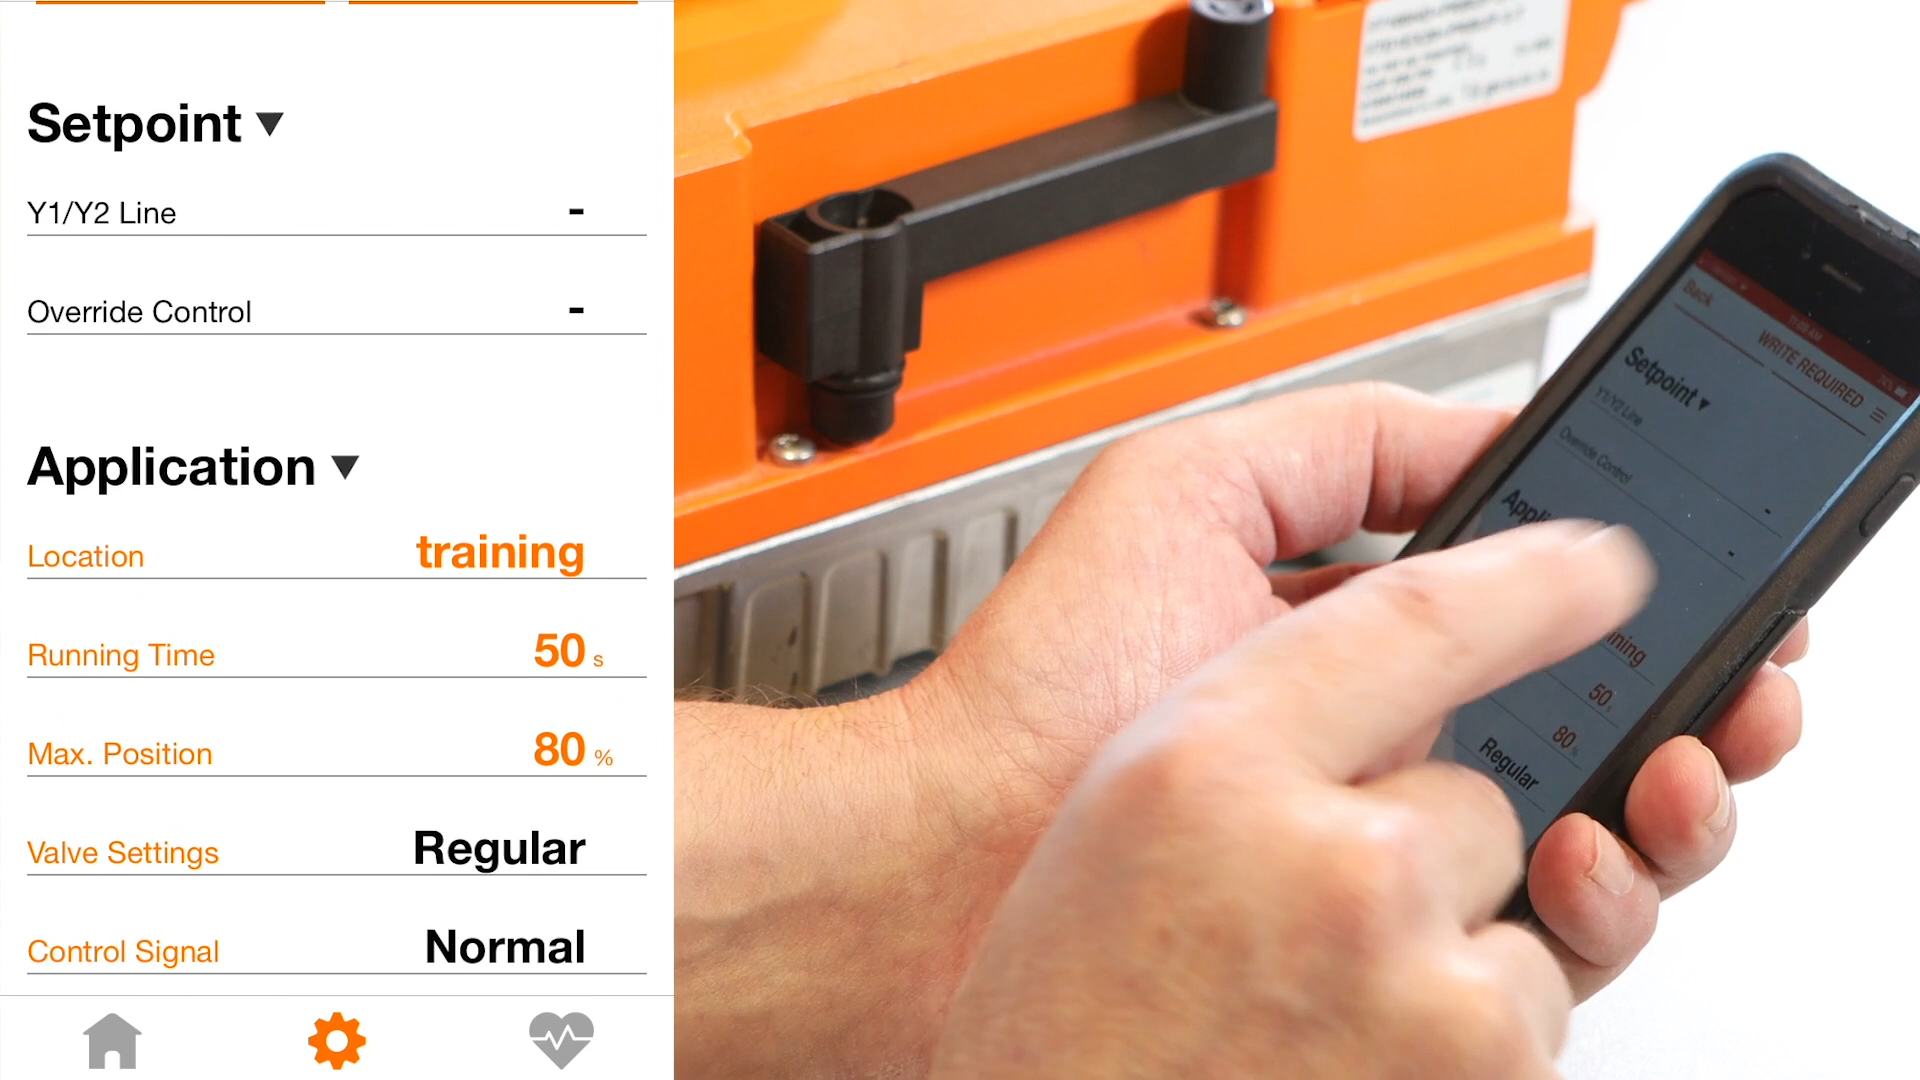 Setpoint ▼
Y1/Y2 Line -
Override Control -
Application ▼
Location training
Running Time 50 s
Max. Position 80 %
Valve Settings Regular
Control Signal Normal
Back
WRITE REQUIRED
Setpoint ▼
Y1/Y2 Line
-
Override Control
-
50 s
80 %
Regular